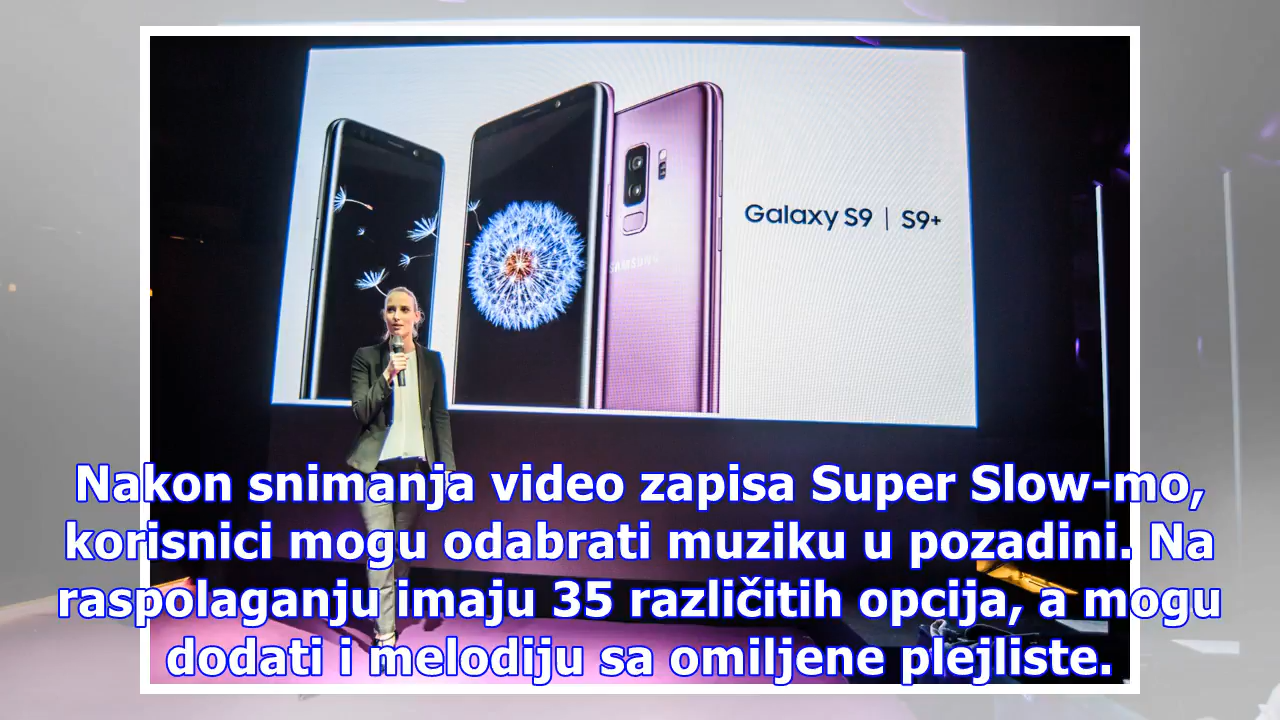 Galaxy S9 | S9+
SAMSUNG
Nakon snimanja video zapisa Super Slow-mo,
korisnici mogu odabrati muziku u pozadini. Na
raspolaganju imaju 35 različitih opcija, a mogu
dodati i melodiju sa omiljene plejliste.